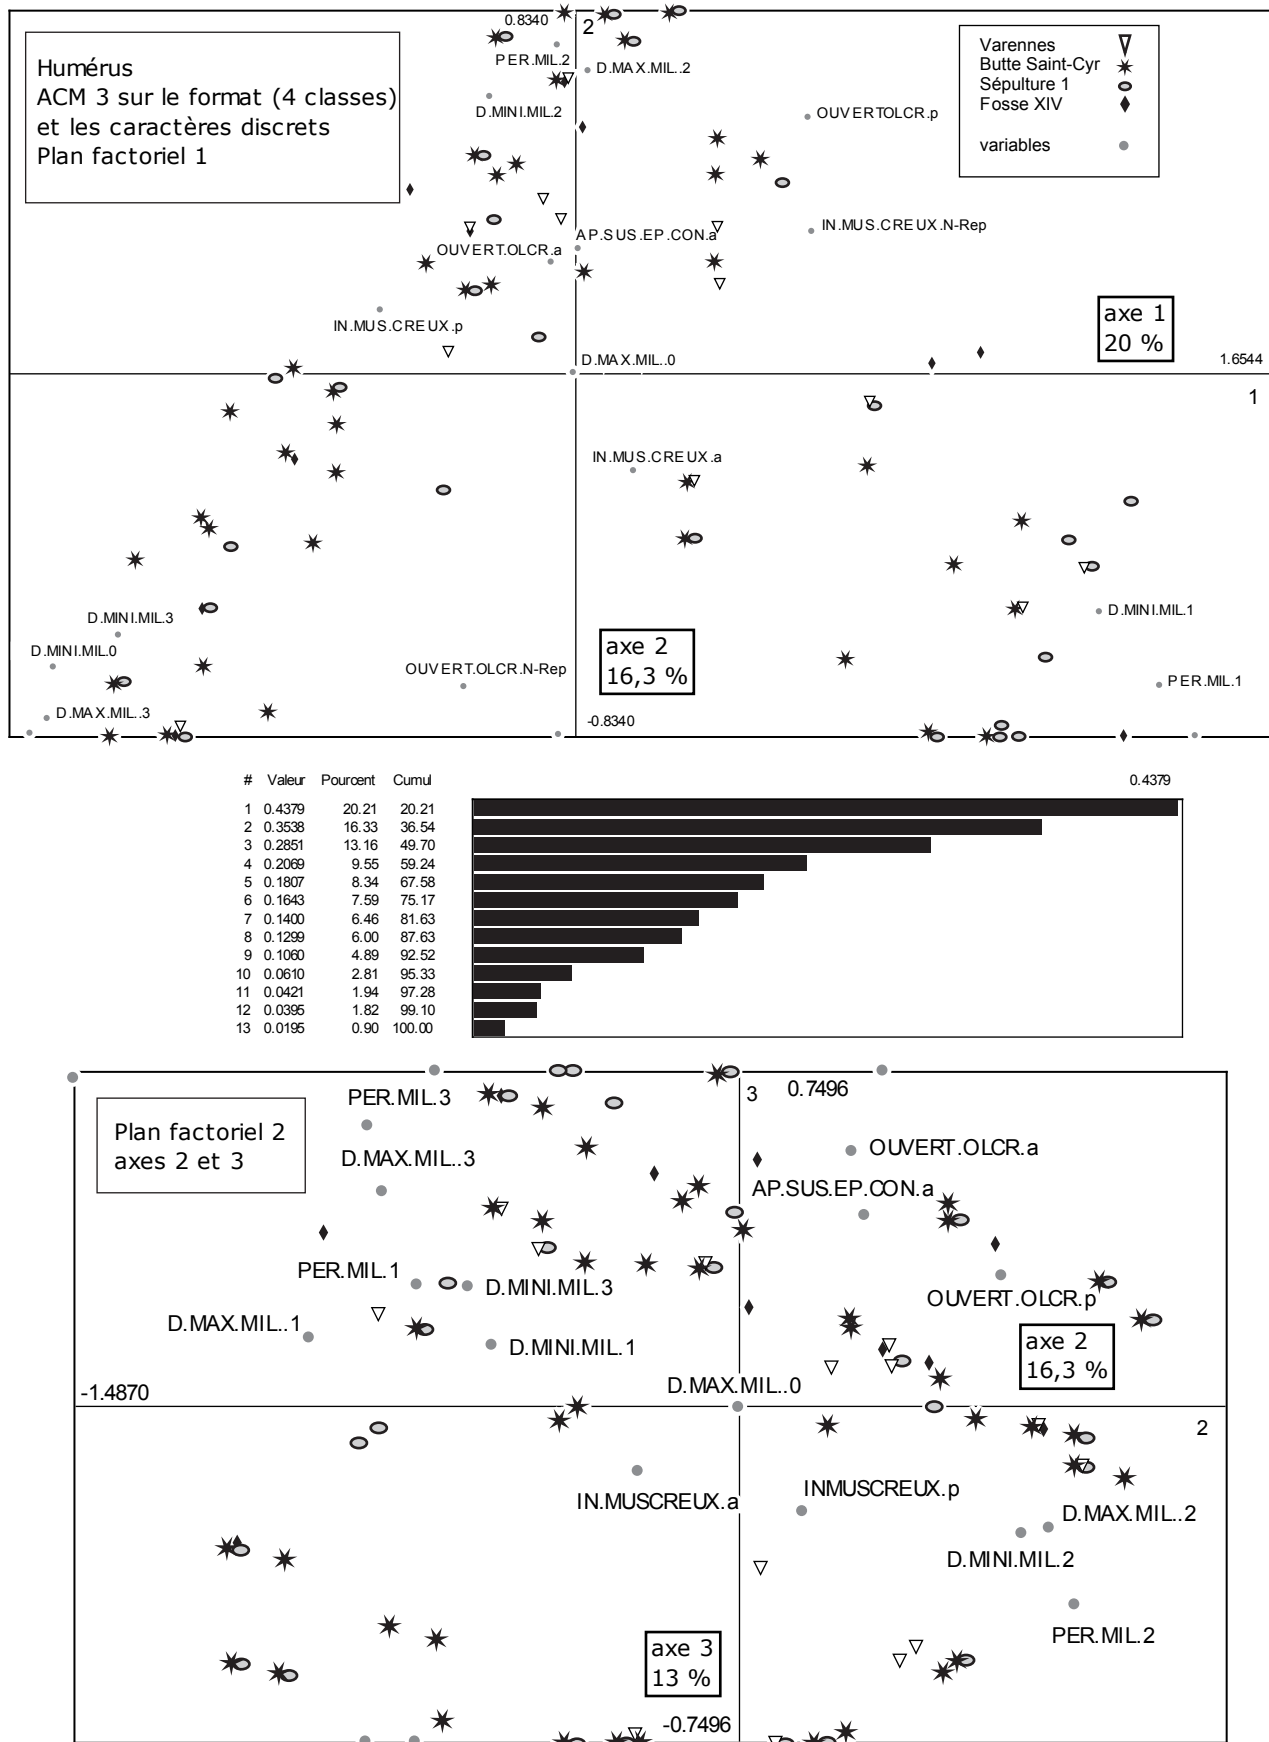 Humérus
ACM 3 sur le format (4 classes)
et les caractères discrets
Plan factoriel 1
0.8340
2
PER.MIL.2
D.MAX.MIL..2
D.MINI.MIL.2
OUVERTOLCR.p
Varennes
Butte Saint-Cyr
Sépulture 1
Fosse XIV
variables
IN.MUS.CREUX.N-Rep
AP.SUS.EP.CON.a
OUVERT.OLCR.a
IN.MUS.CREUX.p
axe 1
20 %
D.MAX.MIL..0
1.6544
1
IN.MUS.CREUX.a
D.MINI.MIL.3
D.MINI.MIL.0
D.MAX.MIL..3
OUVERT.OLCR.N-Rep
axe 2
16,3 %
D.MINI.MIL.1
PER.MIL.1
-0.8340
# Valeur Pourcent Cumul
0.4379
1 0.4379 20.21 20.21
2 0.3538 16.33 36.54
3 0.2851 13.16 49.70
4 0.2069 9.55 59.24
5 0.1807 8.34 67.58
6 0.1643 7.59 75.17
7 0.1400 6.46 81.63
8 0.1299 6.00 87.63
9 0.1060 4.89 92.52
10 0.0610 2.81 95.33
11 0.0421 1.94 97.28
12 0.0395 1.82 99.10
13 0.0195 0.90 100.00
Plan factoriel 2
axes 2 et 3
PER.MIL.3
D.MAX.MIL..3
3
0.7496
OUVERT.OLCR.a
AP.SUS.EP.CON.a
PER.MIL.1
D.MINI.MIL.3
OUVERT.OLCR.p
D.MAX.MIL..1
D.MINI.MIL.1
axe 2
16,3 %
-1.4870
D.MAX.MIL..0
2
IN.MUSCREUX.a
INMUSCREUX.p
D.MAX.MIL..2
D.MINI.MIL.2
PER.MIL.2
axe 3
13 %
-0.7496